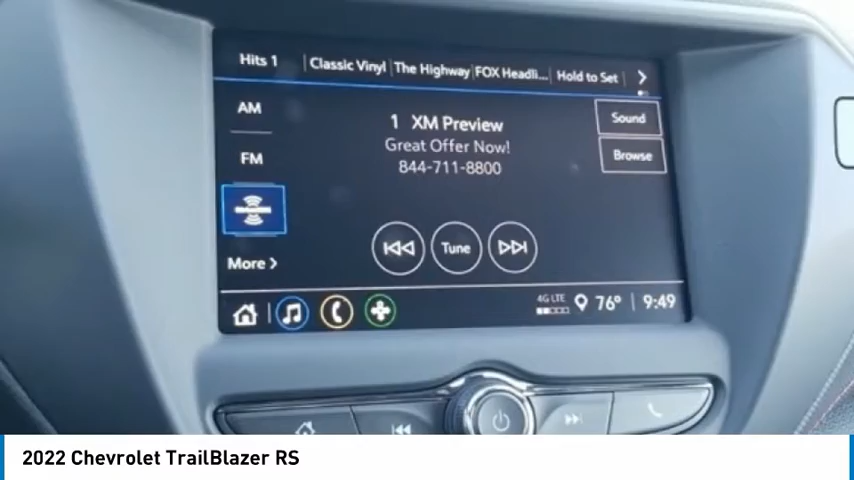 Hits 1 Classic Vinyl The Highway FOX Headli... Hold to Set
AM
1 XM Preview
Sound
Great Offer Now!
FM
Browse
844-711-8800
Tune
More
4G LTE 76° 9:49
2022 Chevrolet TrailBlazer RS